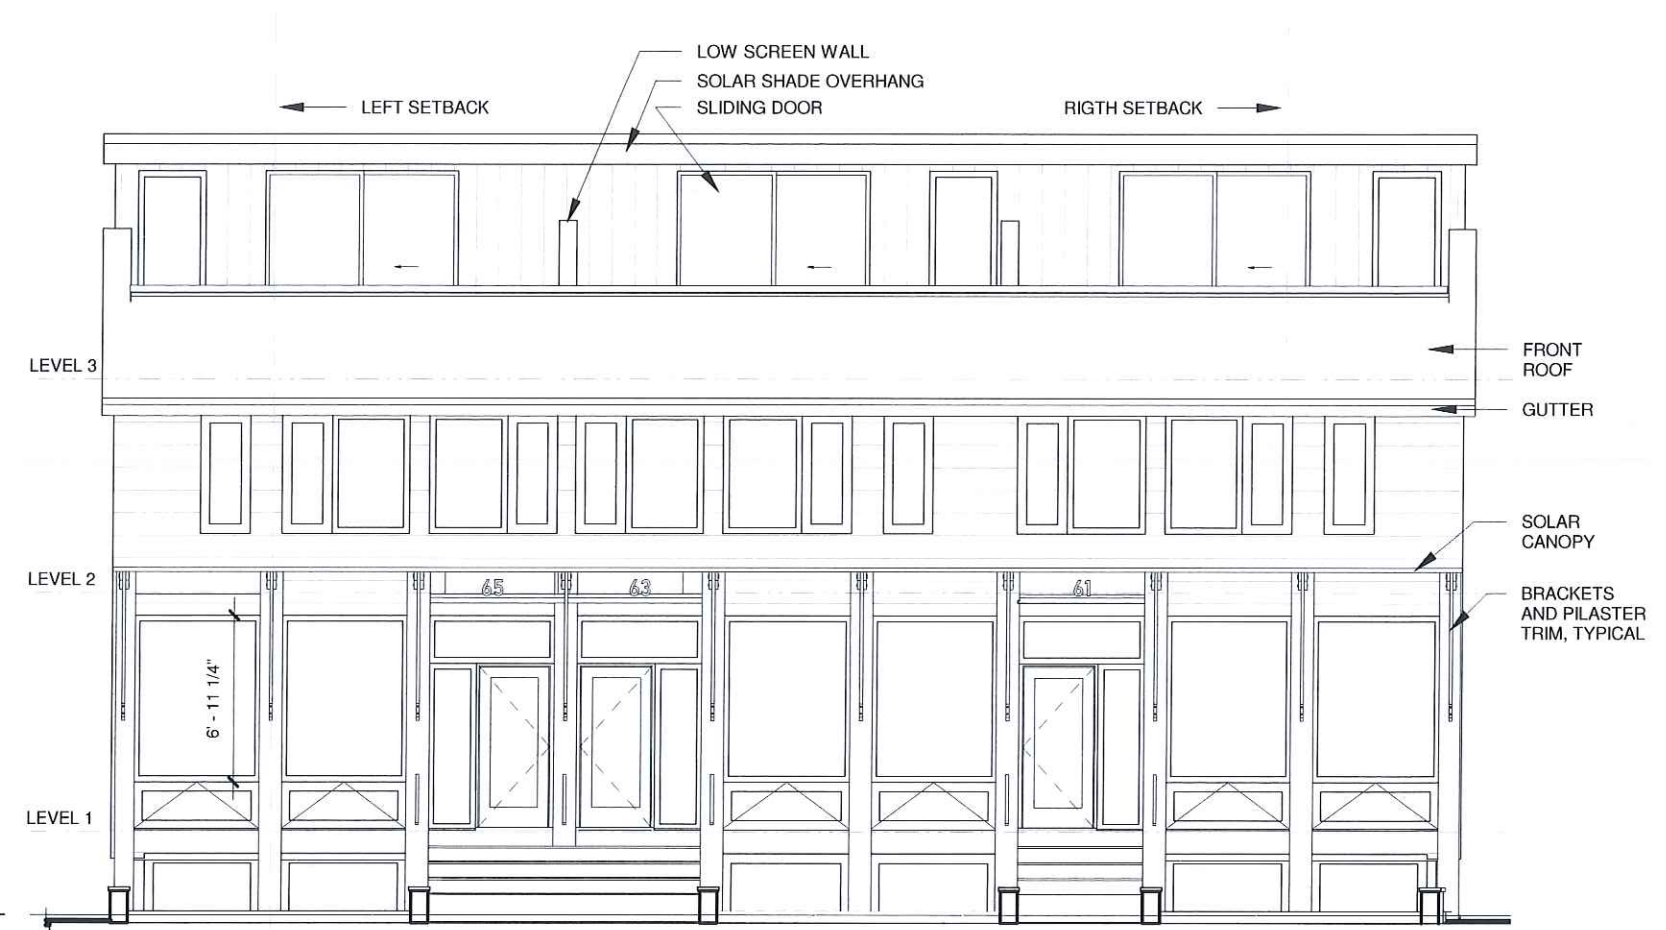 LOW SCREEN WALL
SOLAR SHADE OVERHANG
LEFT SETBACK
SLIDING DOOR
RIGTH SETBACK
LEVEL 3
FRONT
ROOF
GUTTER
SOLAR
CANOPY
LEVEL 2
65
63
61
BRACKETS
AND PILASTER
TRIM, TYPICAL
6' - 11 1/4"
LEVEL 1